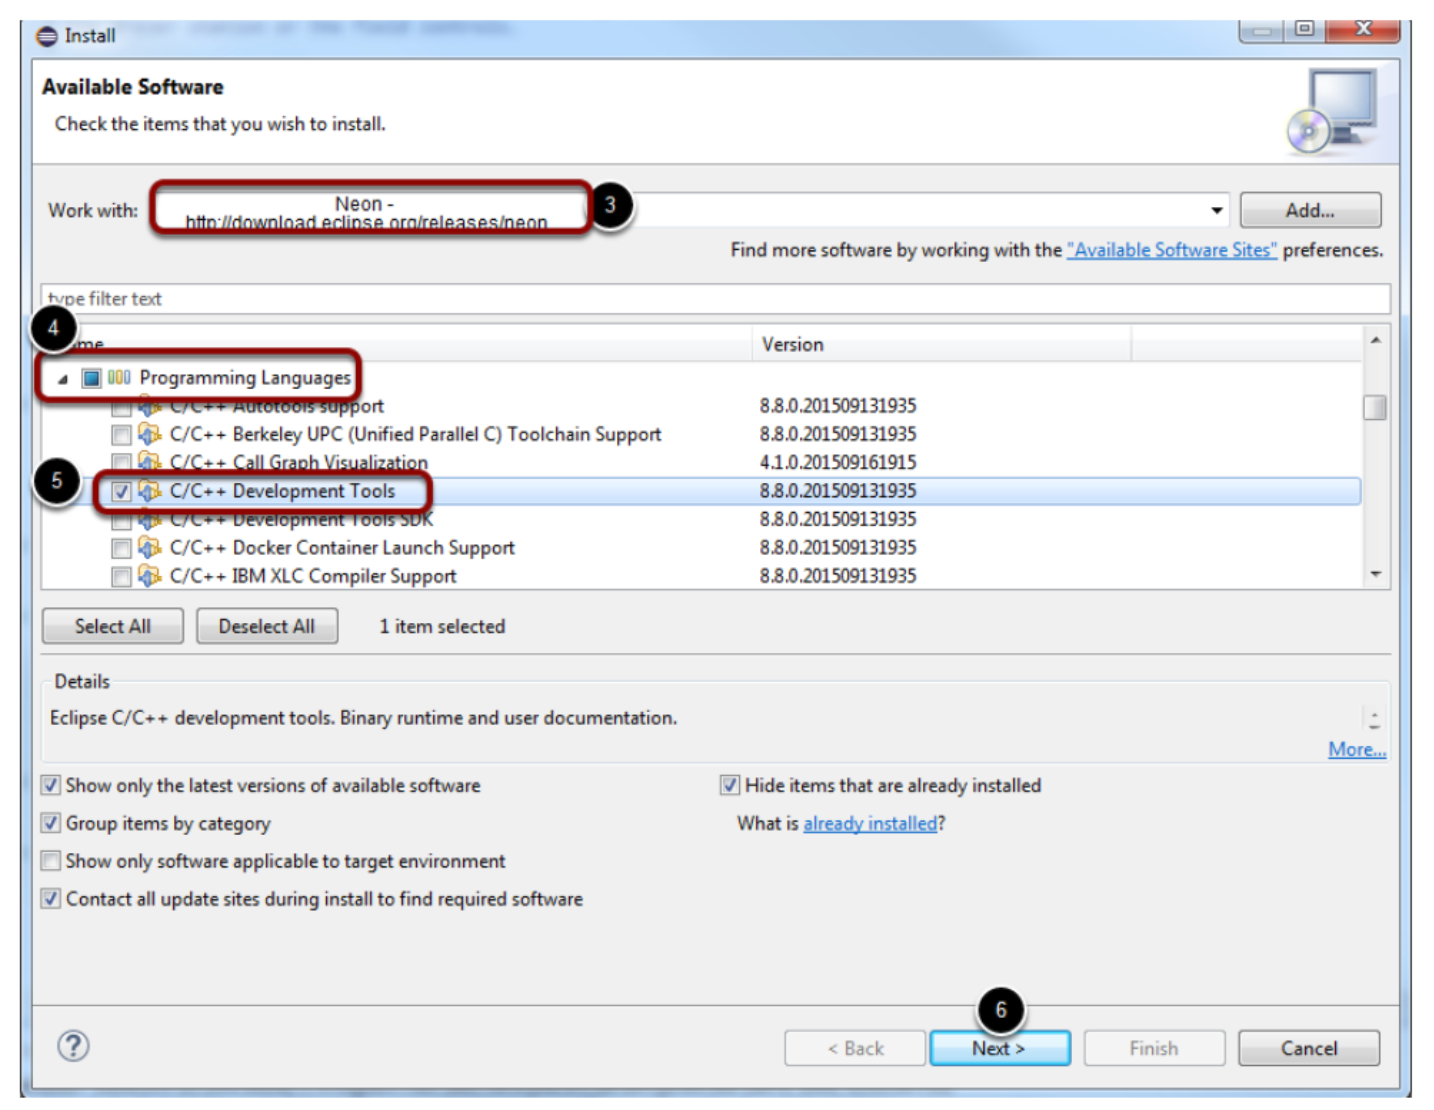 Install
Available Software
Check the items that you wish to install.
Work with:
Neon -
http://download.eclipse.org/releases/neon
3
Add...
Find more software by working with the "Available Software Sites" preferences.
type filter text
4
Version
Programming Languages
C/C++ Autotools support 8.8.0.201509131935
C/C++ Berkeley UPC (Unified Parallel C) Toolchain Support 8.8.0.201509131935
C/C++ Call Graph Visualization 4.1.0.201509161915
5
C/C++ Development Tools 8.8.0.201509131935
C/C++ Development Tools SDK 8.8.0.201509131935
C/C++ Docker Container Launch Support 8.8.0.201509131935
C/C++ IBM XLC Compiler Support 8.8.0.201509131935
Select All Deselect All 1 item selected
Details
Eclipse C/C++ development tools. Binary runtime and user documentation.
More...
Show only the latest versions of available software Hide items that are already installed
Group items by category What is already installed?
Show only software applicable to target environment
Contact all update sites during install to find required software
6
? < Back Next > Finish Cancel